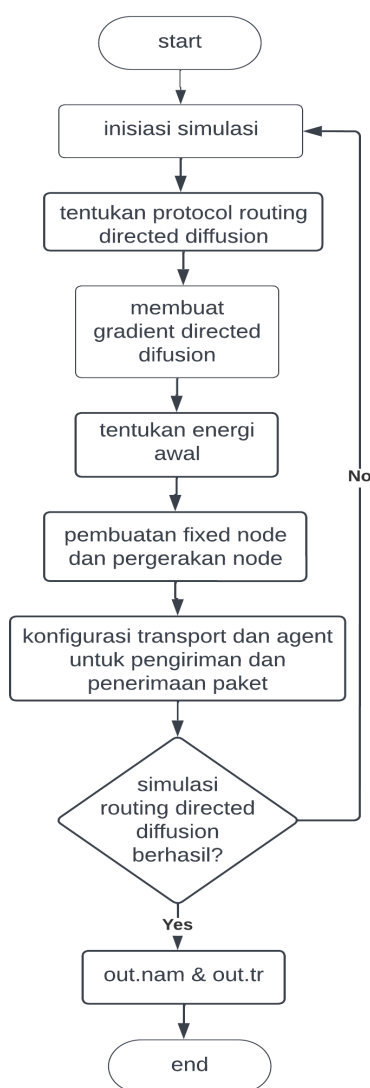 start
inisiasi simulasi
tentukan protocol routing
directed diffusion
membuat
gradient directed
difusion
tentukan energi
awal
pembuatan fixed node
dan pergerakan node
konfigurasi transport dan agent
untuk pengiriman dan
penerimaan paket
simulasi
routing directed
diffusion
berhasil?
No
Yes
out.nam & out.tr
end